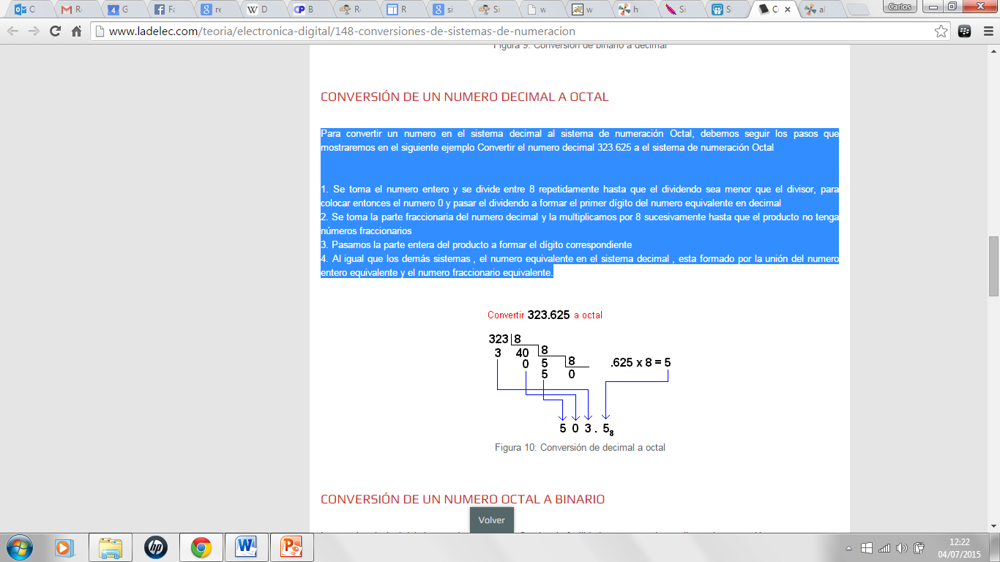 O
R
G
Fa
re
W D
CP B
R
R
si
Si
w
w
h
Si
S
C
al
Carlos
www.ladelec.com/teoria/electronica-digital/148-conversiones-de-sistemas-de-numeracion
Figura 9: Conversión de binario a decimal
CONVERSIÓN DE UN NUMERO DECIMAL A OCTAL
Para convertir un numero en el sistema decimal al sistema de numeración Octal, debemos seguir los pasos que
mostraremos en el siguiente ejemplo Convertir el numero decimal 323.625 a el sistema de numeración Octal
1. Se toma el numero entero y se divide entre 8 repetidamente hasta que el dividendo sea menor que el divisor, para
colocar entonces el numero 0 y pasar el dividendo a formar el primer dígito del numero equivalente en decimal
2. Se toma la parte fraccionaria del numero decimal y la multiplicamos por 8 sucesivamente hasta que el producto no tenga
números fraccionarios
3. Pasamos la parte entera del producto a formar el dígito correspondiente
4. Al igual que los demás sistemas , el numero equivalente en el sistema decimal , esta formado por la unión del numero
entero equivalente y el numero fraccionario equivalente.
Convertir 323.625 a octal
323 8
3 40 8
0 5 8
5 0
.625 x 8 = 5
5 0 3 . 5₈
Figura 10: Conversión de decimal a octal
CONVERSIÓN DE UN NUMERO OCTAL A BINARIO
Volver
12:22
04/07/2015